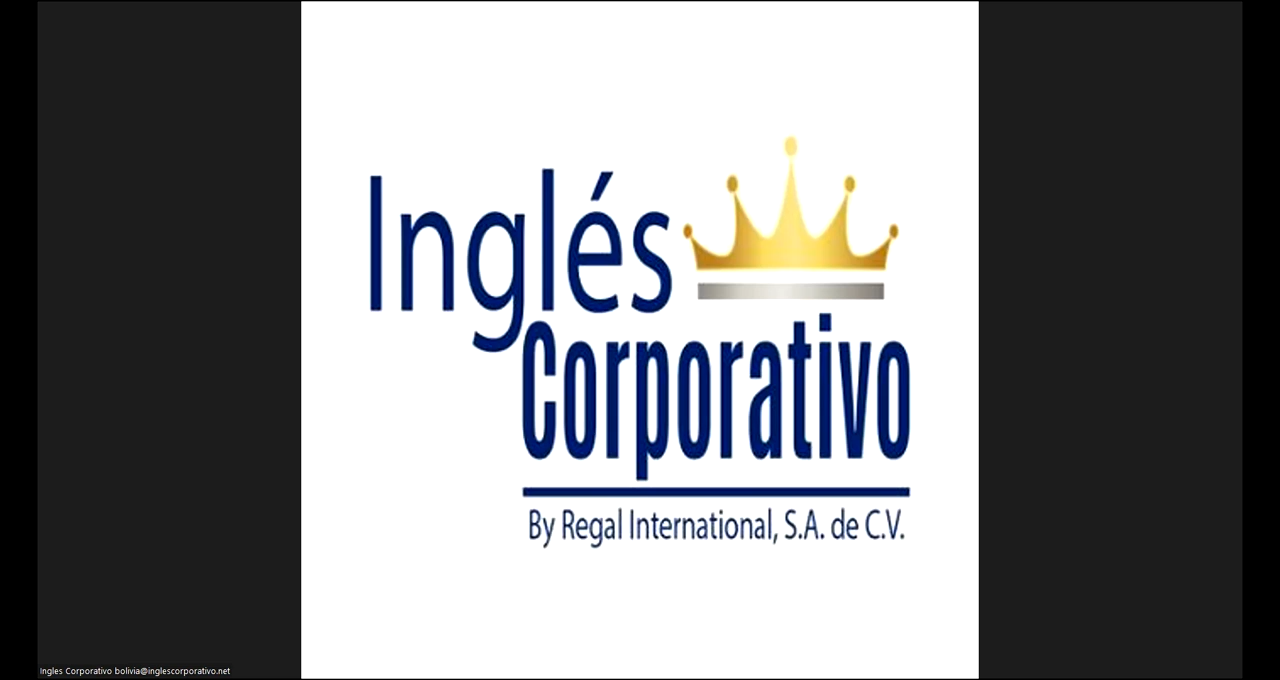 Inglés
Corporativo
By Regal International, S.A. de C.V.
Ingles Corporativo bolivia@inglescorporativo.net